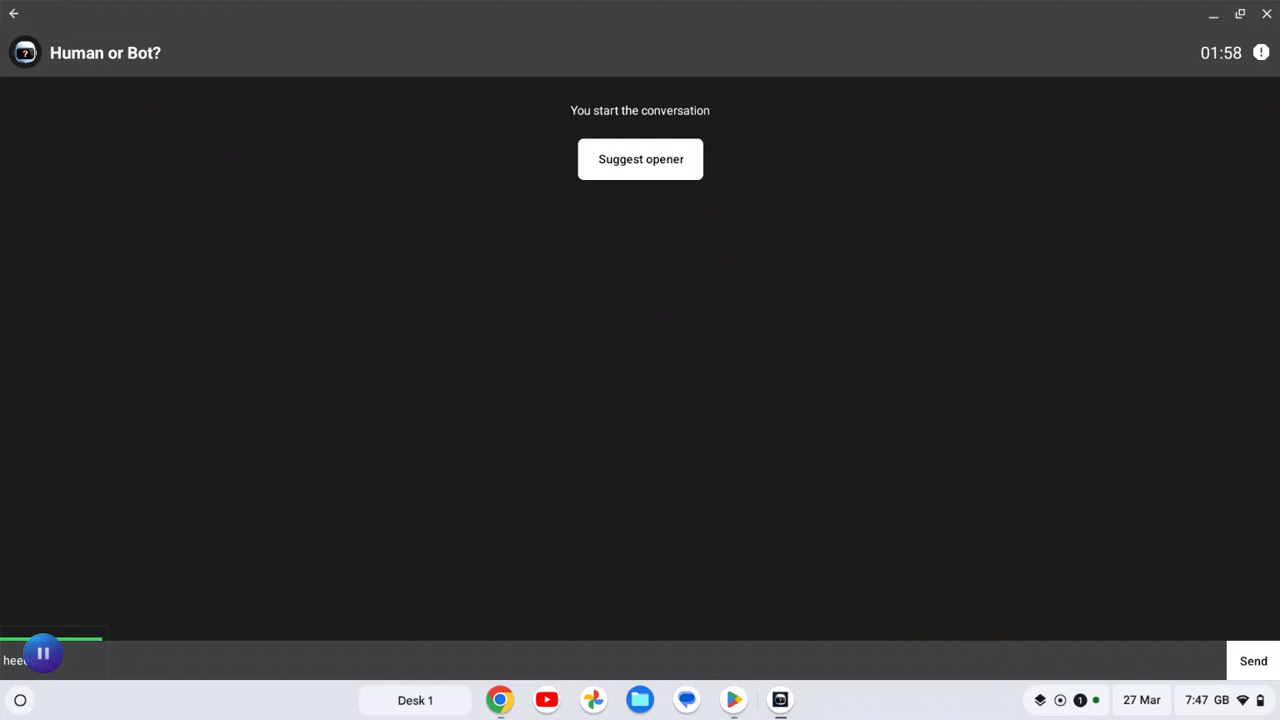 Human or Bot?
01:58
You start the conversation
Suggest opener
Send
Desk 1
1
27 Mar
7:47 GB